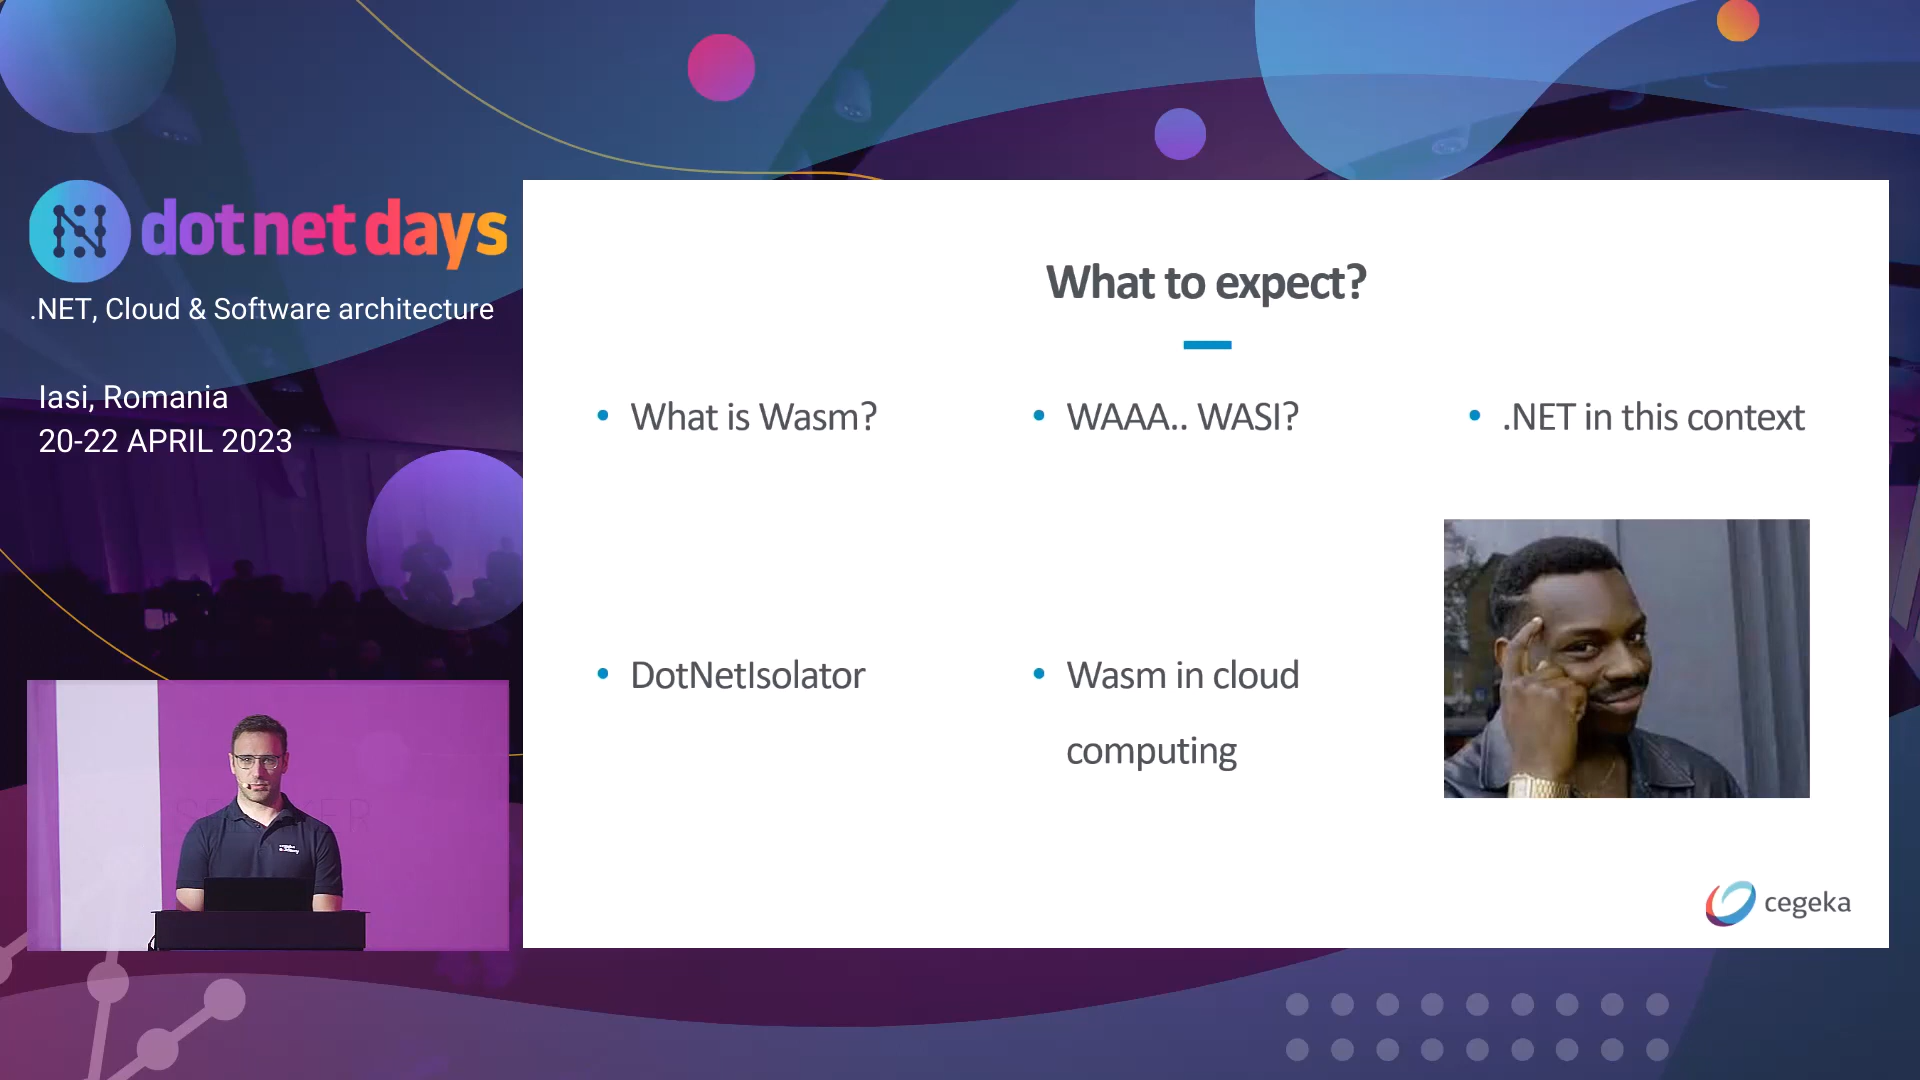 dotnetdays
.NET, Cloud & Software architecture
Iasi, Romania
20-22 APRIL 2023
What to expect?
• What is Wasm?
• WAAA.. WASI?
• .NET in this context
• DotNetIsolator
• Wasm in cloud
computing
cegeka